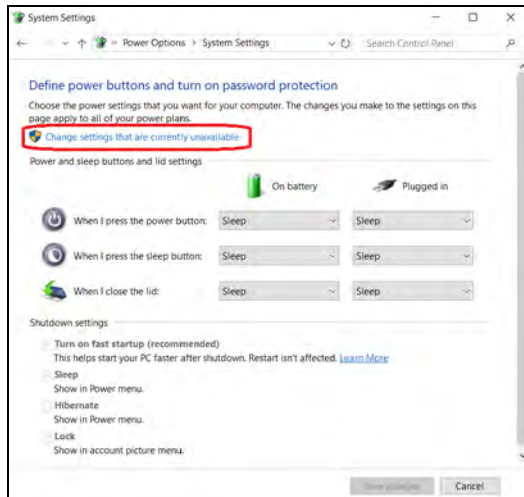 System Settings
Power Options > System Settings
Search Control Panel
Define power buttons and turn on password protection
Choose the power settings that you want for your computer. The changes you make to the settings on this
page apply to all of your power plans.
Change settings that are currently unavailable
Power and sleep buttons and lid settings
On battery Plugged in
When I press the power button: Sleep Sleep
When I press the sleep button: Sleep Sleep
When I close the lid: Sleep Sleep
Shutdown settings
Turn on fast startup (recommended)
This helps start your PC faster after shutdown. Restart isn't affected. Learn More
Sleep
Show in Power menu.
Hibernate
Show in Power menu.
Lock
Show in account picture menu.
Save changes Cancel